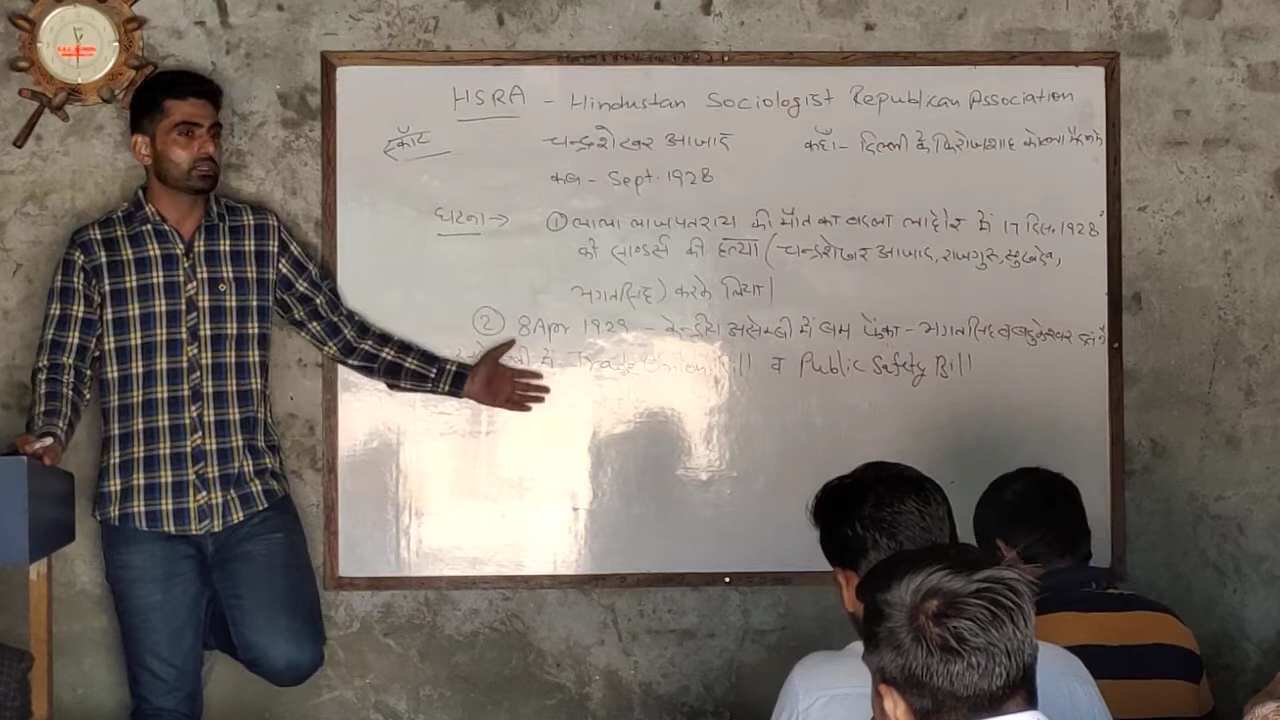 HSRA - Hindustan Sociologist Republican Association
स्कॉट
चन्द्रशेखर आजाद कहाँ - दिल्ली के फिरोजशाह कोटला
कब - Sept. 1928
घटना → ① लाला लाजपतराय की मौत का बदला लाहौर में 17 दिस. 1928
को साण्डर्स की हत्या (चन्द्रशेखर आजाद, राजगुरु, सुखदेव,
भगतसिंह) करके लिया।
② 8 Apr 1929 - केन्द्रीय असेम्बली में बम फेंका - भगतसिंह व बटुकेश्वर दत्त ने
में Trade Union Bill व Public Safety Bill